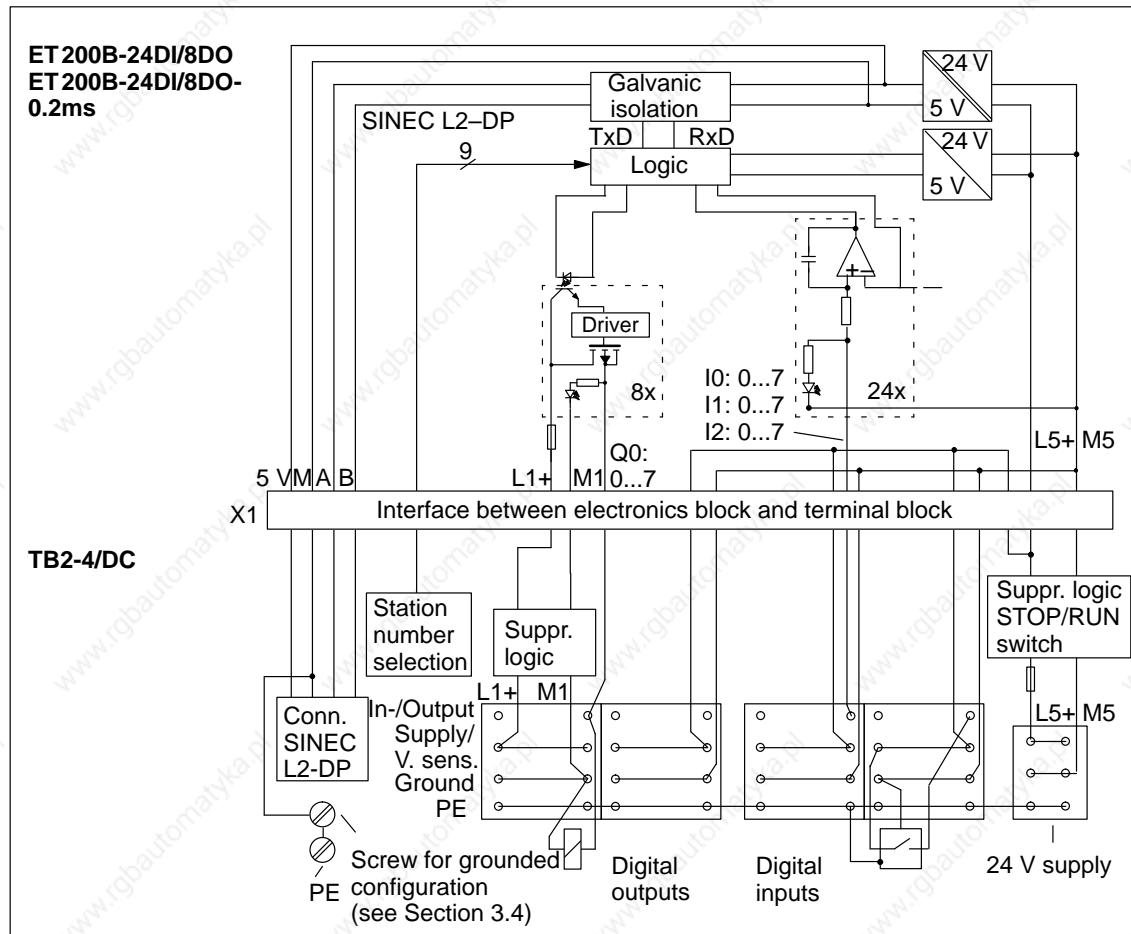 ET 200B-24DI/8DO
ET 200B-24DI/8DO-
0.2ms
Galvanic
isolation
24 V
5 V
SINEC L2–DP
TxD
RxD
9
Logic
24 V
5 V
Driver
8x
+
–
24x
I0: 0...7
I1: 0...7
I2: 0...7
L5+ M5
5 V M A B
L1+
M1
Q0:
0...7
X1
Interface between electronics block and terminal block
TB2-4/DC
Station
number
selection
Suppr.
logic
Suppr. logic
STOP/RUN
switch
L1+
M1
L5+ M5
Conn.
SINEC
L2-DP
In-/Output
Supply/
V. sens.
Ground
PE
PE
Screw for grounded
configuration
(see Section 3.4)
Digital
outputs
Digital
inputs
24 V supply
www.rgbautomatyka.pl